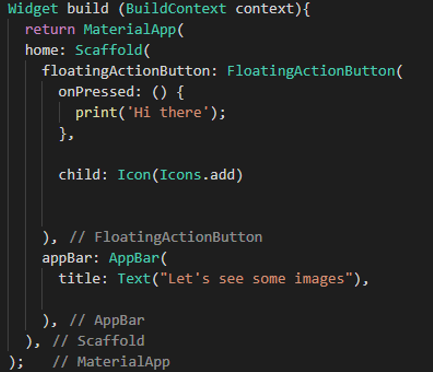 Widget build (BuildContext context){
return MaterialApp(
home: Scaffold(
floatingActionButton: FloatingActionButton(
onPressed: () {
print('Hi there');
},
child: Icon(Icons.add)
), // FloatingActionButton
appBar: AppBar(
title: Text("Let's see some images"),
), // AppBar
), // Scaffold
); // MaterialApp